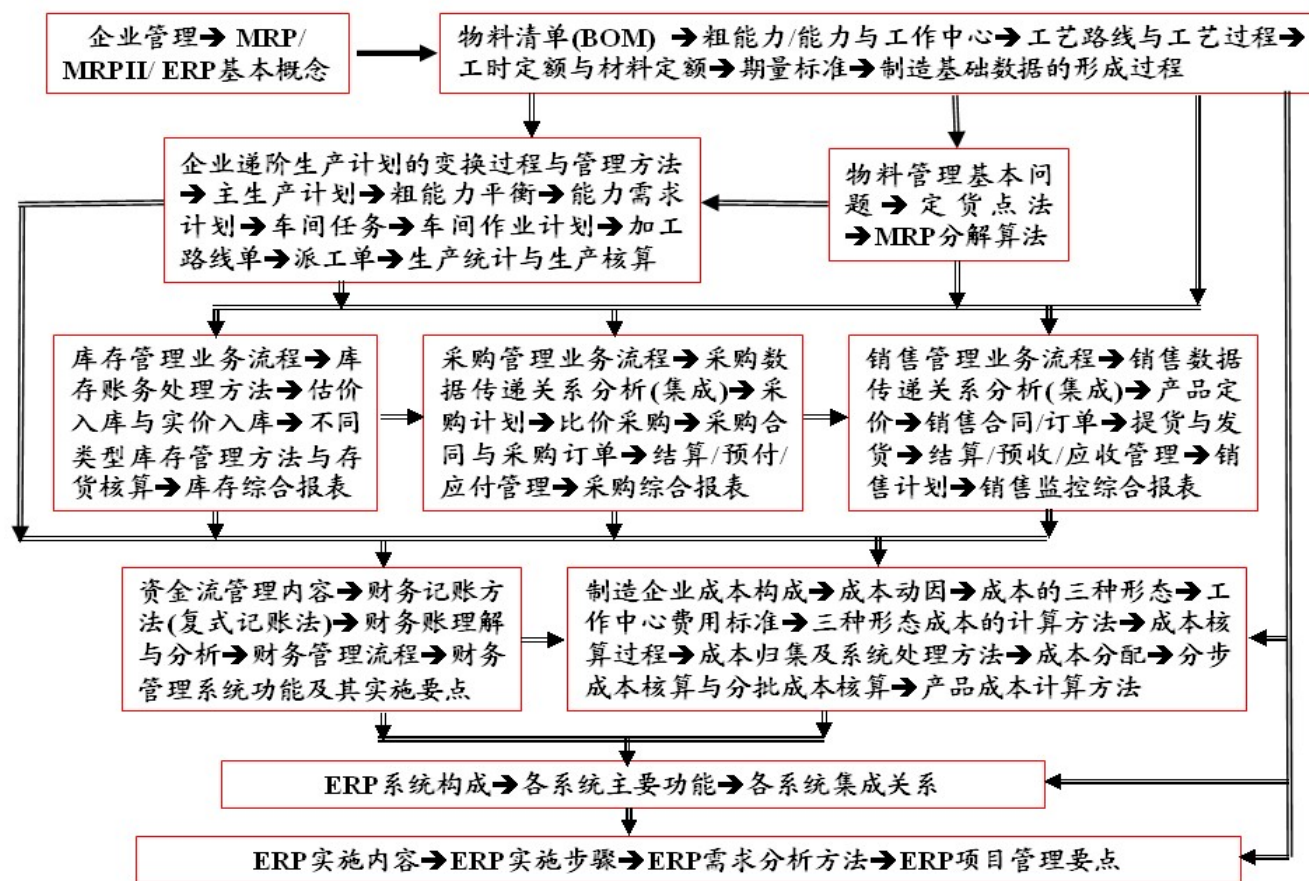 企业管理➔ MRP/
MRPII/ ERP基本概念
物料清单(BOM) ➔粗能力/能力与工作中心➔工艺路线与工艺过程➔
工时定额与材料定额➔期量标准➔制造基础数据的形成过程
企业递阶生产计划的变换过程与管理方法
➔主生产计划➔粗能力平衡➔能力需求
计划➔车间任务➔车间作业计划➔加工
路线单➔派工单➔生产统计与生产核算
物料管理基本问
题➔ 定货点法
➔MRP分解算法
库存管理业务流程➔库
存账务处理方法➔估价
入库与实价入库➔不同
类型库存管理方法与存
货核算➔库存综合报表
采购管理业务流程➔采购数
据传递关系分析(集成)➔采
购计划➔比价采购➔采购合
同与采购订单➔结算/预付/
应付管理➔采购综合报表
销售管理业务流程➔销售数据
传递关系分析(集成)➔产品定
价➔销售合同/订单➔提货与发
货➔结算/预收/应收管理➔销
售计划➔销售监控综合报表
资金流管理内容➔财务记账方
法(复式记账法)➔财务账理解
与分析➔财务管理流程➔财务
管理系统功能及其实施要点
制造企业成本构成➔成本动因➔成本的三种形态➔工
作中心费用标准➔三种形态成本的计算方法➔成本核
算过程➔成本归集及系统处理方法➔成本分配➔分步
成本核算与分批成本核算➔产品成本计算方法
ERP系统构成➔各系统主要功能➔各系统集成关系
ERP实施内容➔ERP实施步骤➔ERP需求分析方法➔ERP项目管理要点